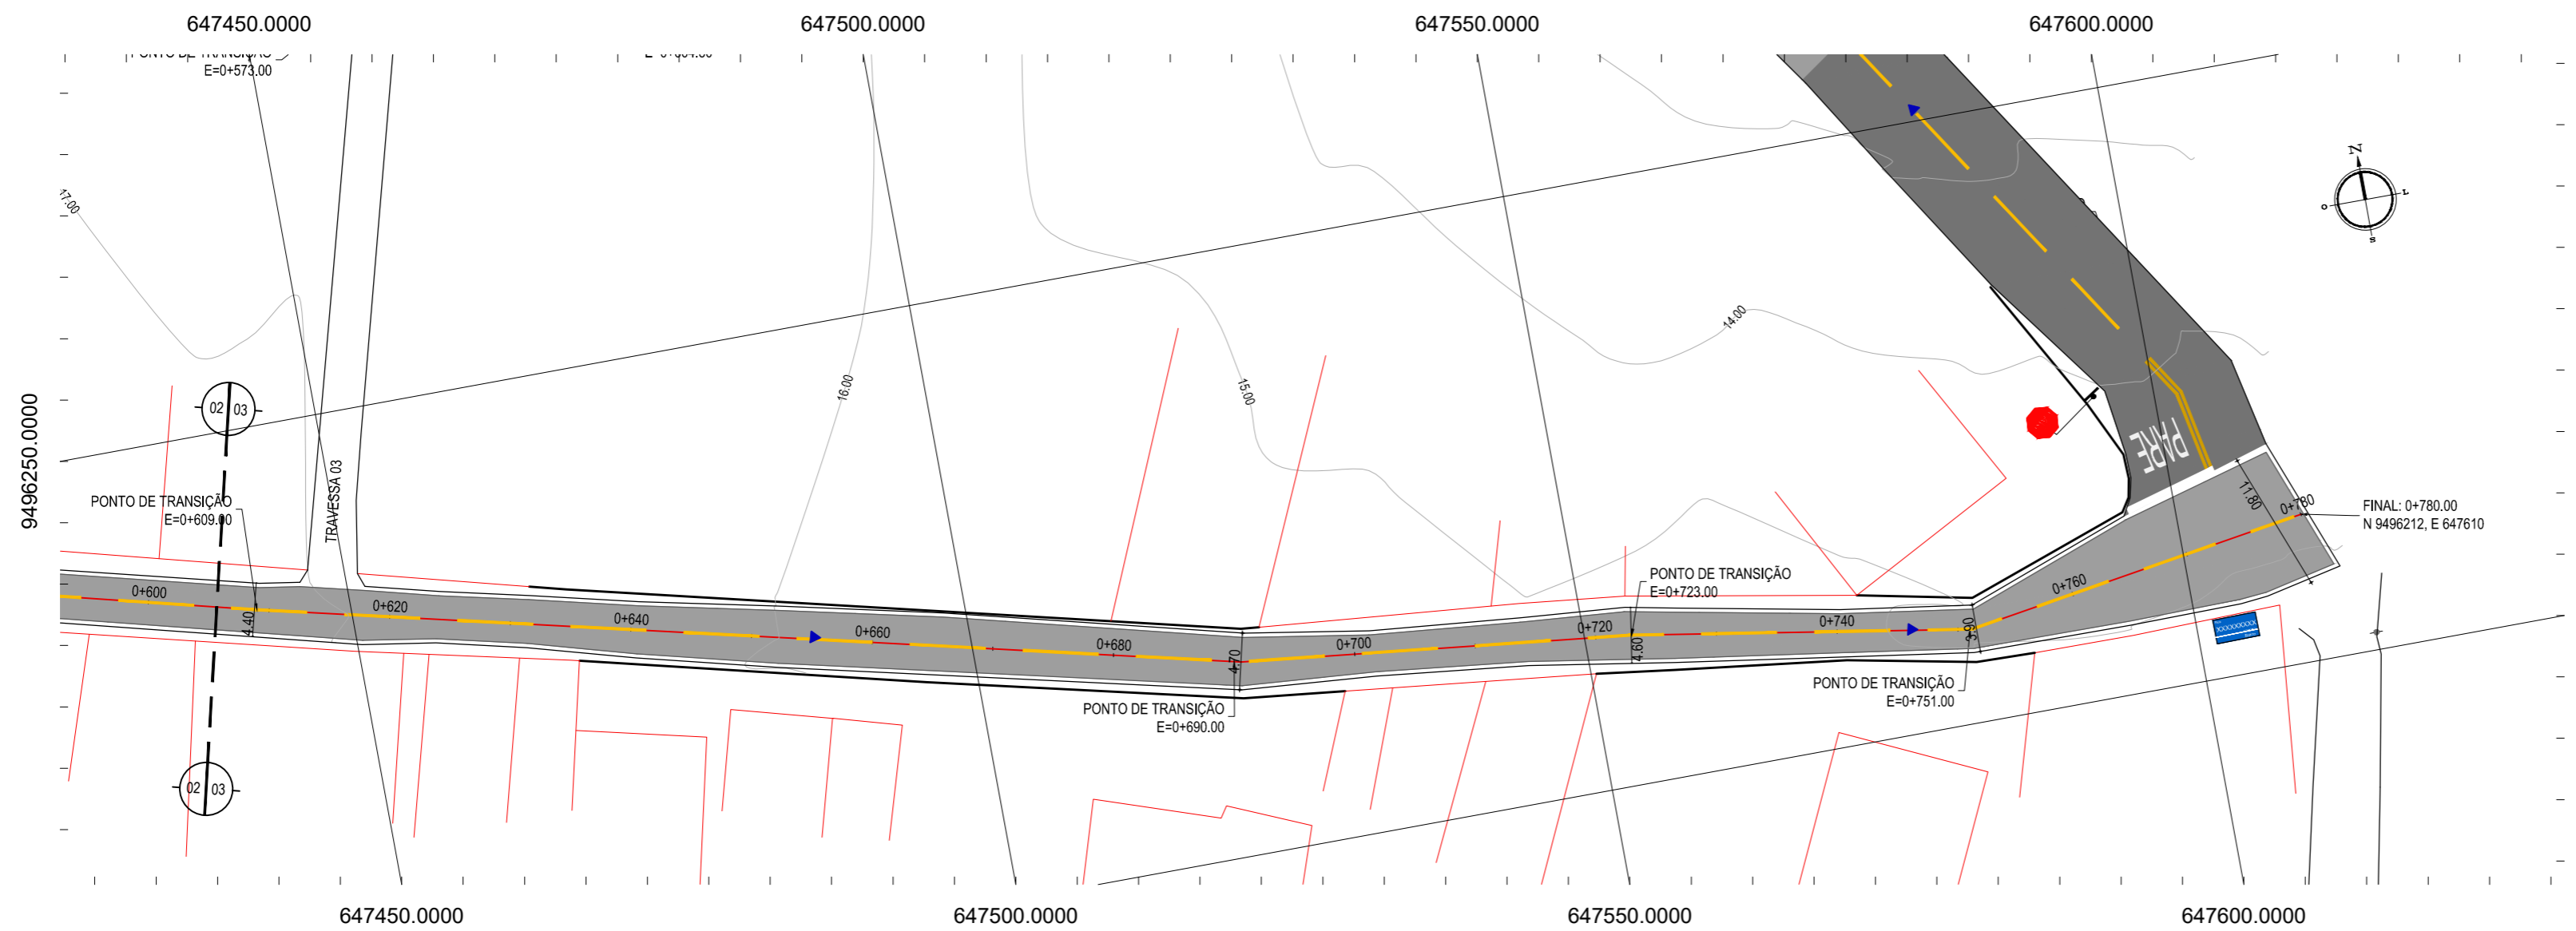 647450.0000
647500.0000
647550.0000
647600.0000
E=0+573.00
17.00
N
L
O
S
14.00
16.00
15.00
9496250.0000
02
03
TRAVESSA 03
PONTO DE TRANSIÇÃO
E=0+609.00
PARE
11.80
0+780
FINAL: 0+780.00
N 9496212, E 647610
0+600
0+620
0+640
0+660
0+680
0+700
0+720
0+740
0+760
4.40
4.70
4.60
3.90
PONTO DE TRANSIÇÃO
E=0+723.00
XXXXXXXXX
PONTO DE TRANSIÇÃO
E=0+690.00
PONTO DE TRANSIÇÃO
E=0+751.00
02
03
647450.0000
647500.0000
647550.0000
647600.0000